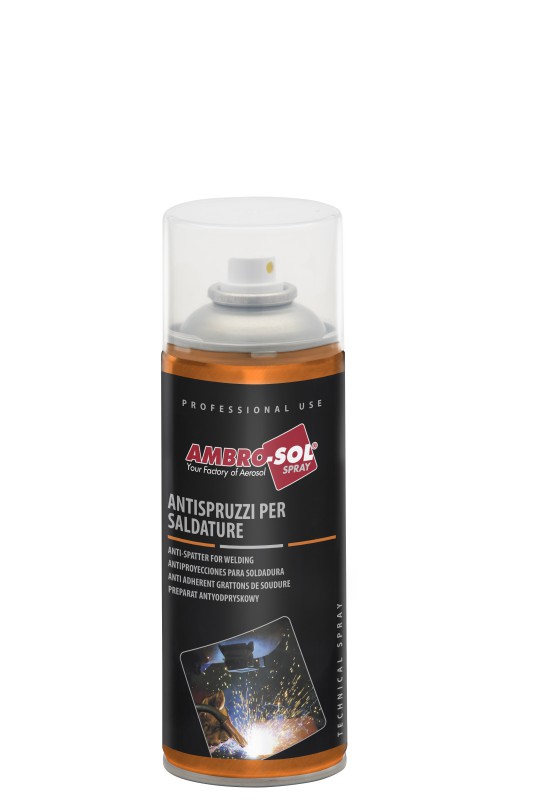 PROFESSIONAL USE
AMBRO-SOL®
SPRAY
Your Factory of Aerosol
ANTISPRUZZI PER
SALDATURE
ANTI-SPATTER FOR WELDING
ANTIPROYECCIONES PARA SOLDADURA
ANTI ADHERENT GRATTONS DE SOUDURE
PREPARAT ANTYODPRYSKOWY
TECHNICAL SPRAY